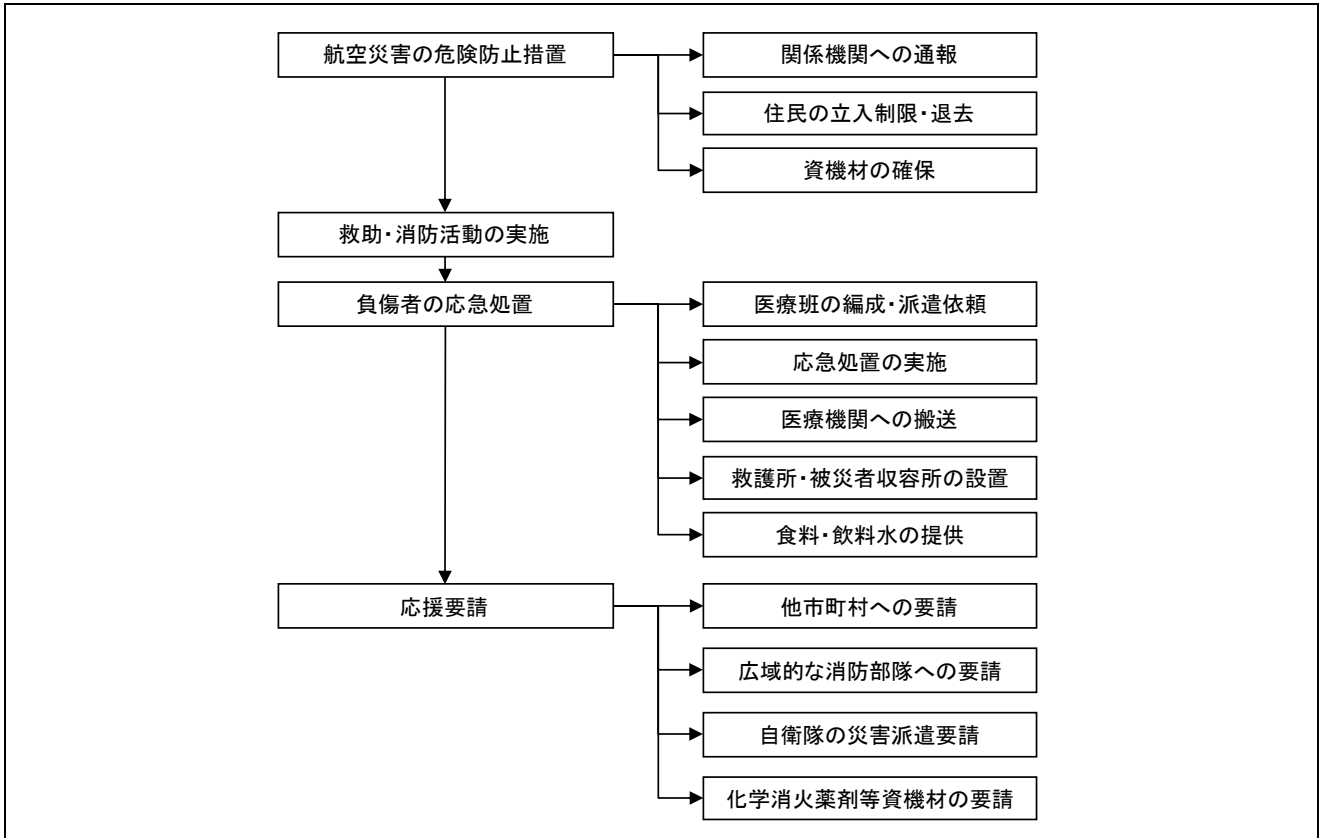 航空災害の危険防止措置
関係機関への通報
住民の立入制限・退去
資機材の確保
救助・消防活動の実施
負傷者の応急処置
医療班の編成・派遣依頼
応急処置の実施
医療機関への搬送
救護所・被災者収容所の設置
食料・飲料水の提供
応援要請
他市町村への要請
広域的な消防部隊への要請
自衛隊の災害派遣要請
化学消火薬剤等資機材の要請